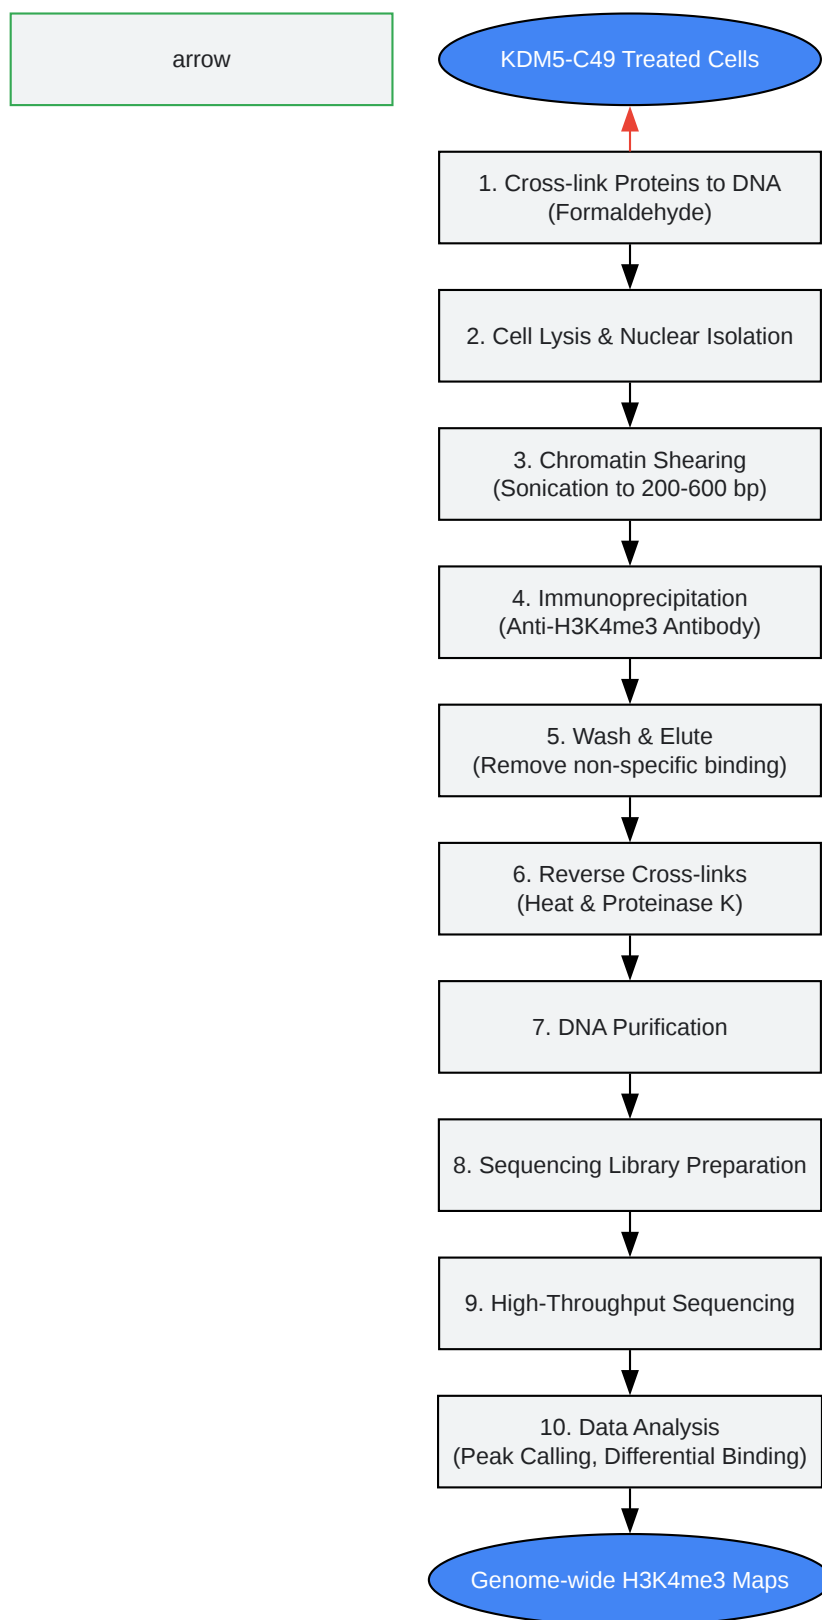 arrow
KDM5-C49 Treated Cells
1. Cross-link Proteins to DNA
(Formaldehyde)
2. Cell Lysis & Nuclear Isolation
3. Chromatin Shearing
(Sonication to 200-600 bp)
4. Immunoprecipitation
(Anti-H3K4me3 Antibody)
5. Wash & Elute
(Remove non-specific binding)
6. Reverse Cross-links
(Heat & Proteinase K)
7. DNA Purification
8. Sequencing Library Preparation
9. High-Throughput Sequencing
10. Data Analysis
(Peak Calling, Differential Binding)
Genome-wide H3K4me3 Maps